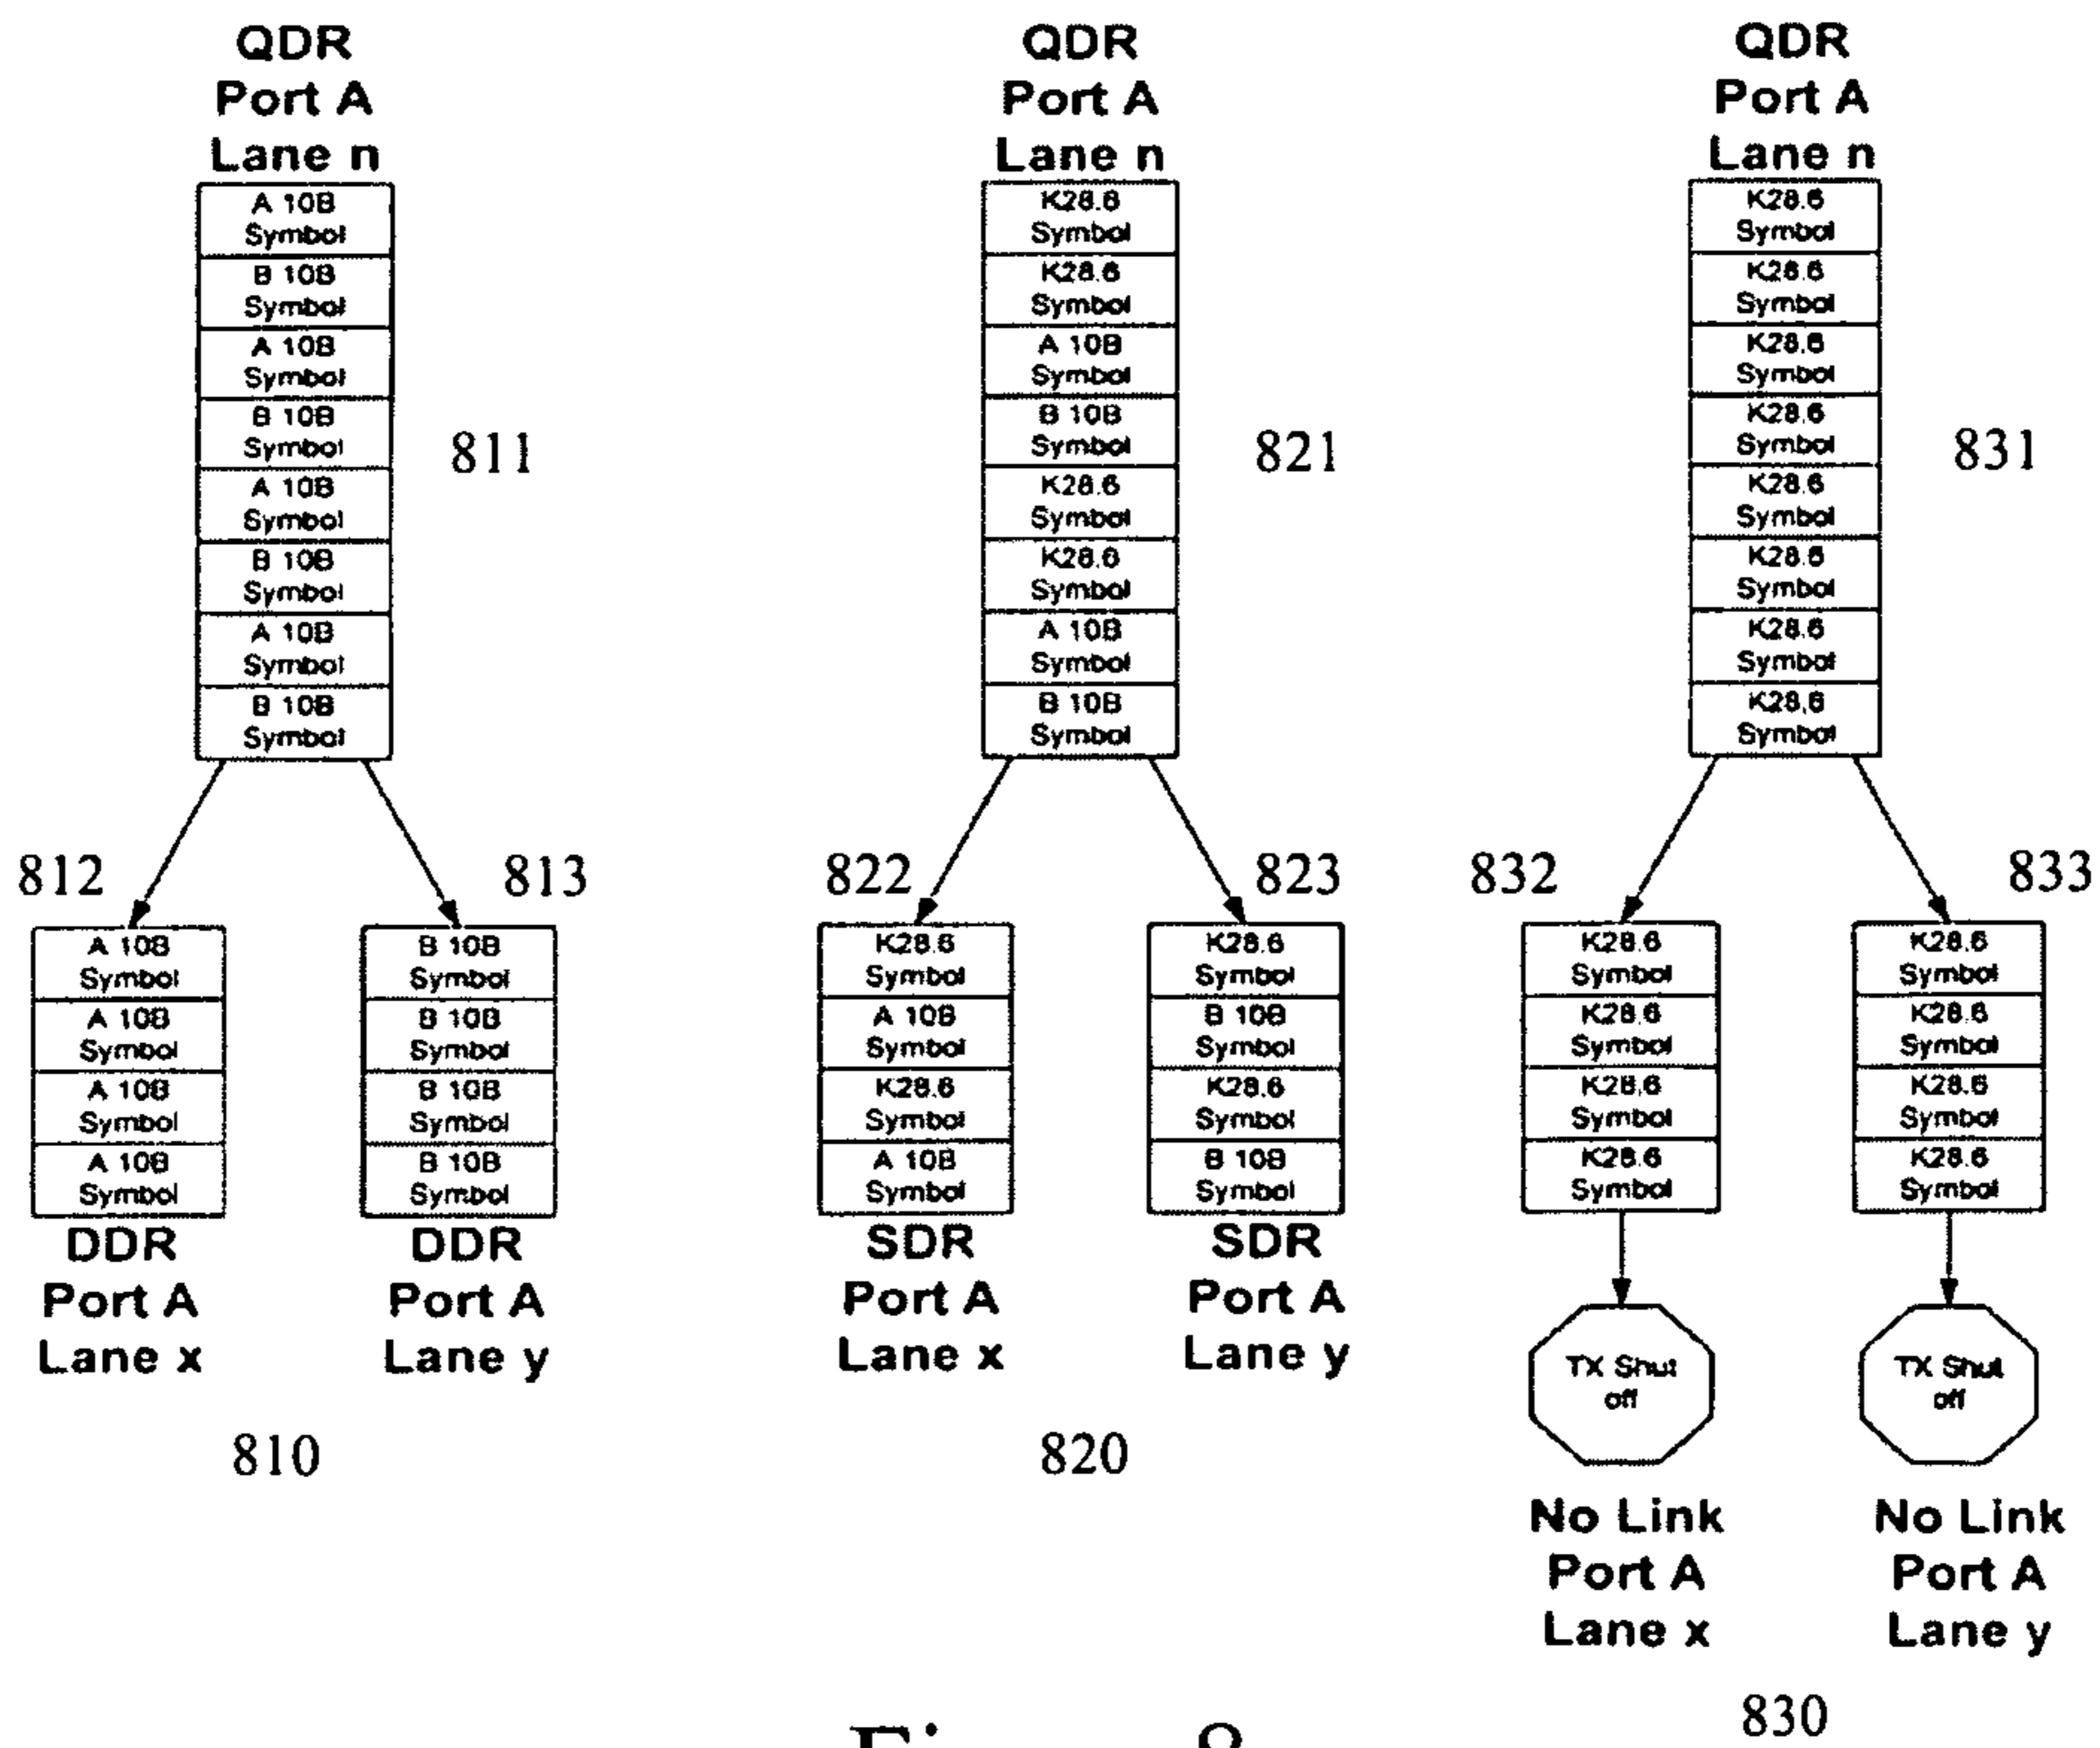 QDR
Port A
Lane n
A 10B
Symbol
B 10B
Symbol
A 10B
Symbol
B 10B
Symbol
A 10B
Symbol
B 10B
Symbol
A 10B
Symbol
B 10B
Symbol
811
812
813
A 10B
Symbol
A 10B
Symbol
A 10B
Symbol
A 10B
Symbol
DDR
Port A
Lane x
B 10B
Symbol
B 10B
Symbol
B 10B
Symbol
B 10B
Symbol
DDR
Port A
Lane y
810
QDR
Port A
Lane n
K28.6
Symbol
K28.6
Symbol
A 10B
Symbol
B 10B
Symbol
K28.6
Symbol
K28.6
Symbol
A 10B
Symbol
B 10B
Symbol
821
822
823
K28.6
Symbol
A 10B
Symbol
K28.6
Symbol
A 10B
Symbol
SDR
Port A
Lane x
K28.6
Symbol
B 10B
Symbol
K28.6
Symbol
B 10B
Symbol
SDR
Port A
Lane y
820
QDR
Port A
Lane n
K28.6
Symbol
K28.6
Symbol
K28.6
Symbol
K28.6
Symbol
K28.6
Symbol
K28.6
Symbol
K28.6
Symbol
K28.6
Symbol
831
832
833
K28.6
Symbol
K28.6
Symbol
K28.6
Symbol
K28.6
Symbol
TX Shut
off
No Link
Port A
Lane x
K28.6
Symbol
K28.6
Symbol
K28.6
Symbol
K28.6
Symbol
TX Shut
off
No Link
Port A
Lane y
830